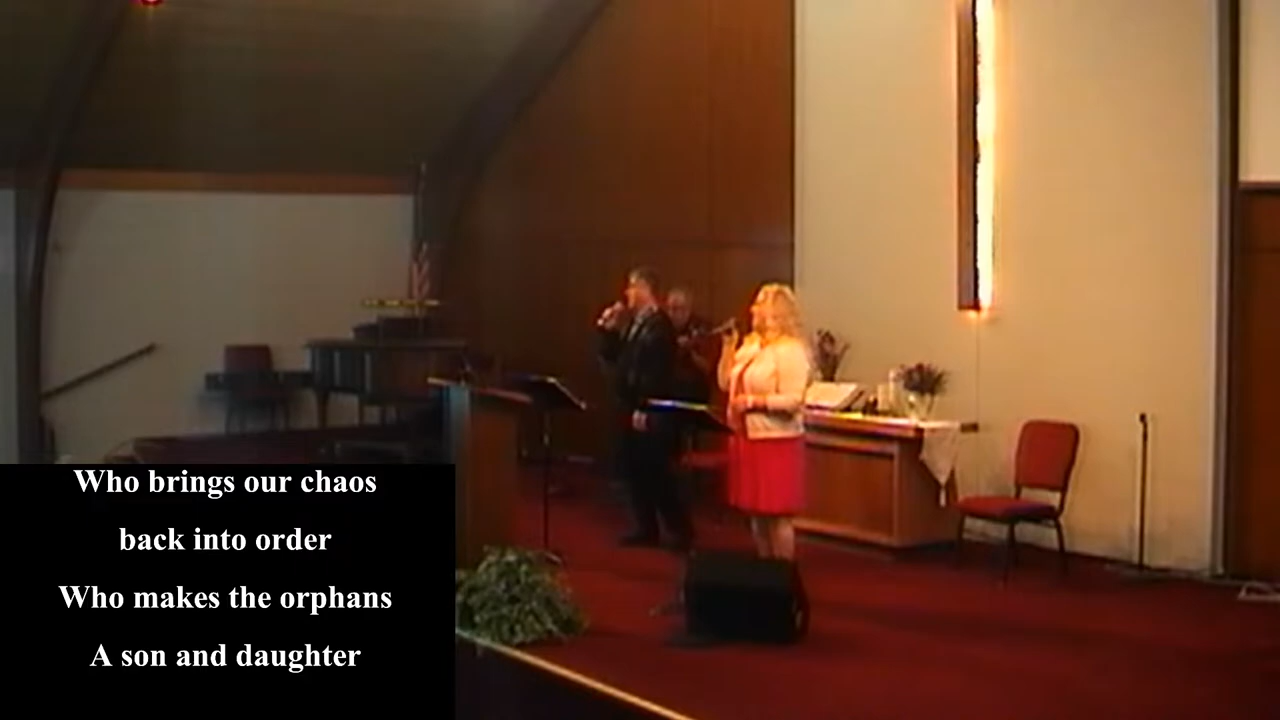 Who brings our chaos
back into order
Who makes the orphans
A son and daughter